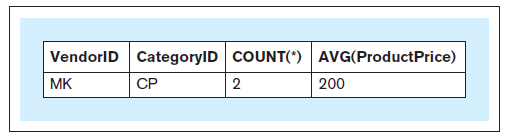 VendorID CategoryID COUNT(*) AVG(ProductPrice)
MK CP 2 200